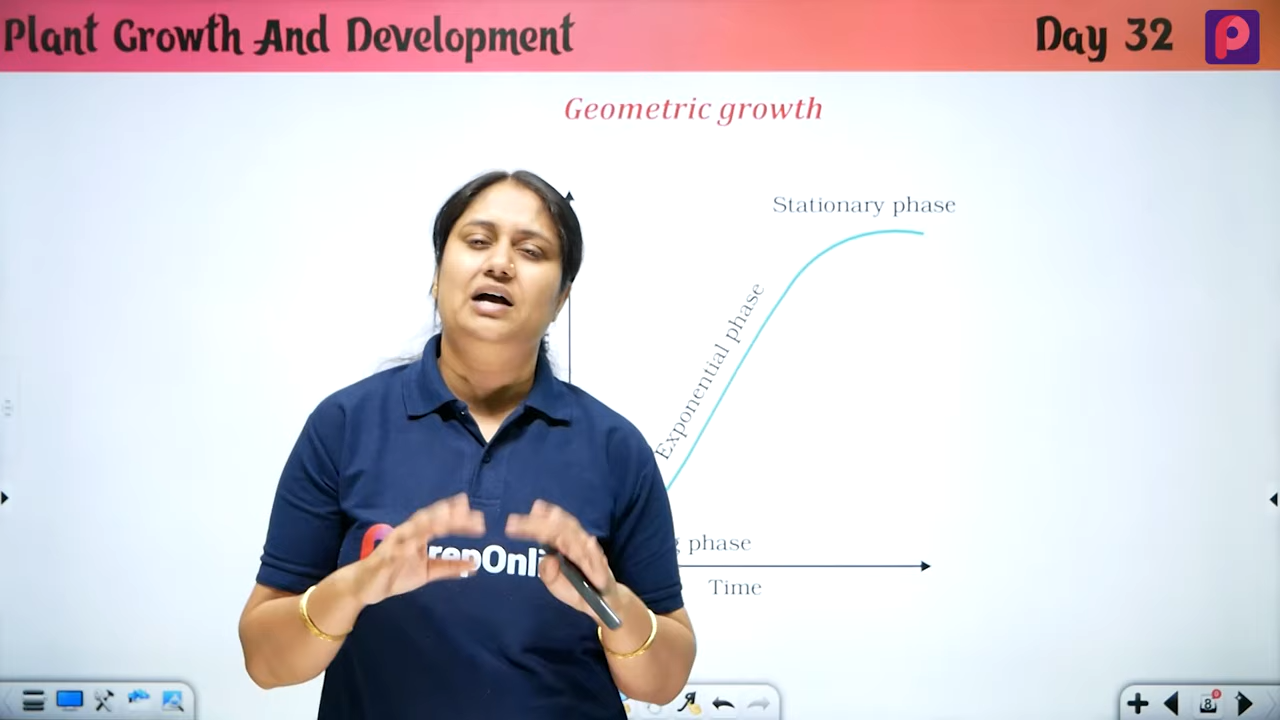 Plant Growth And Development
Day 32
Geometric growth
Stationary phase
Exponential phase
phase
Time